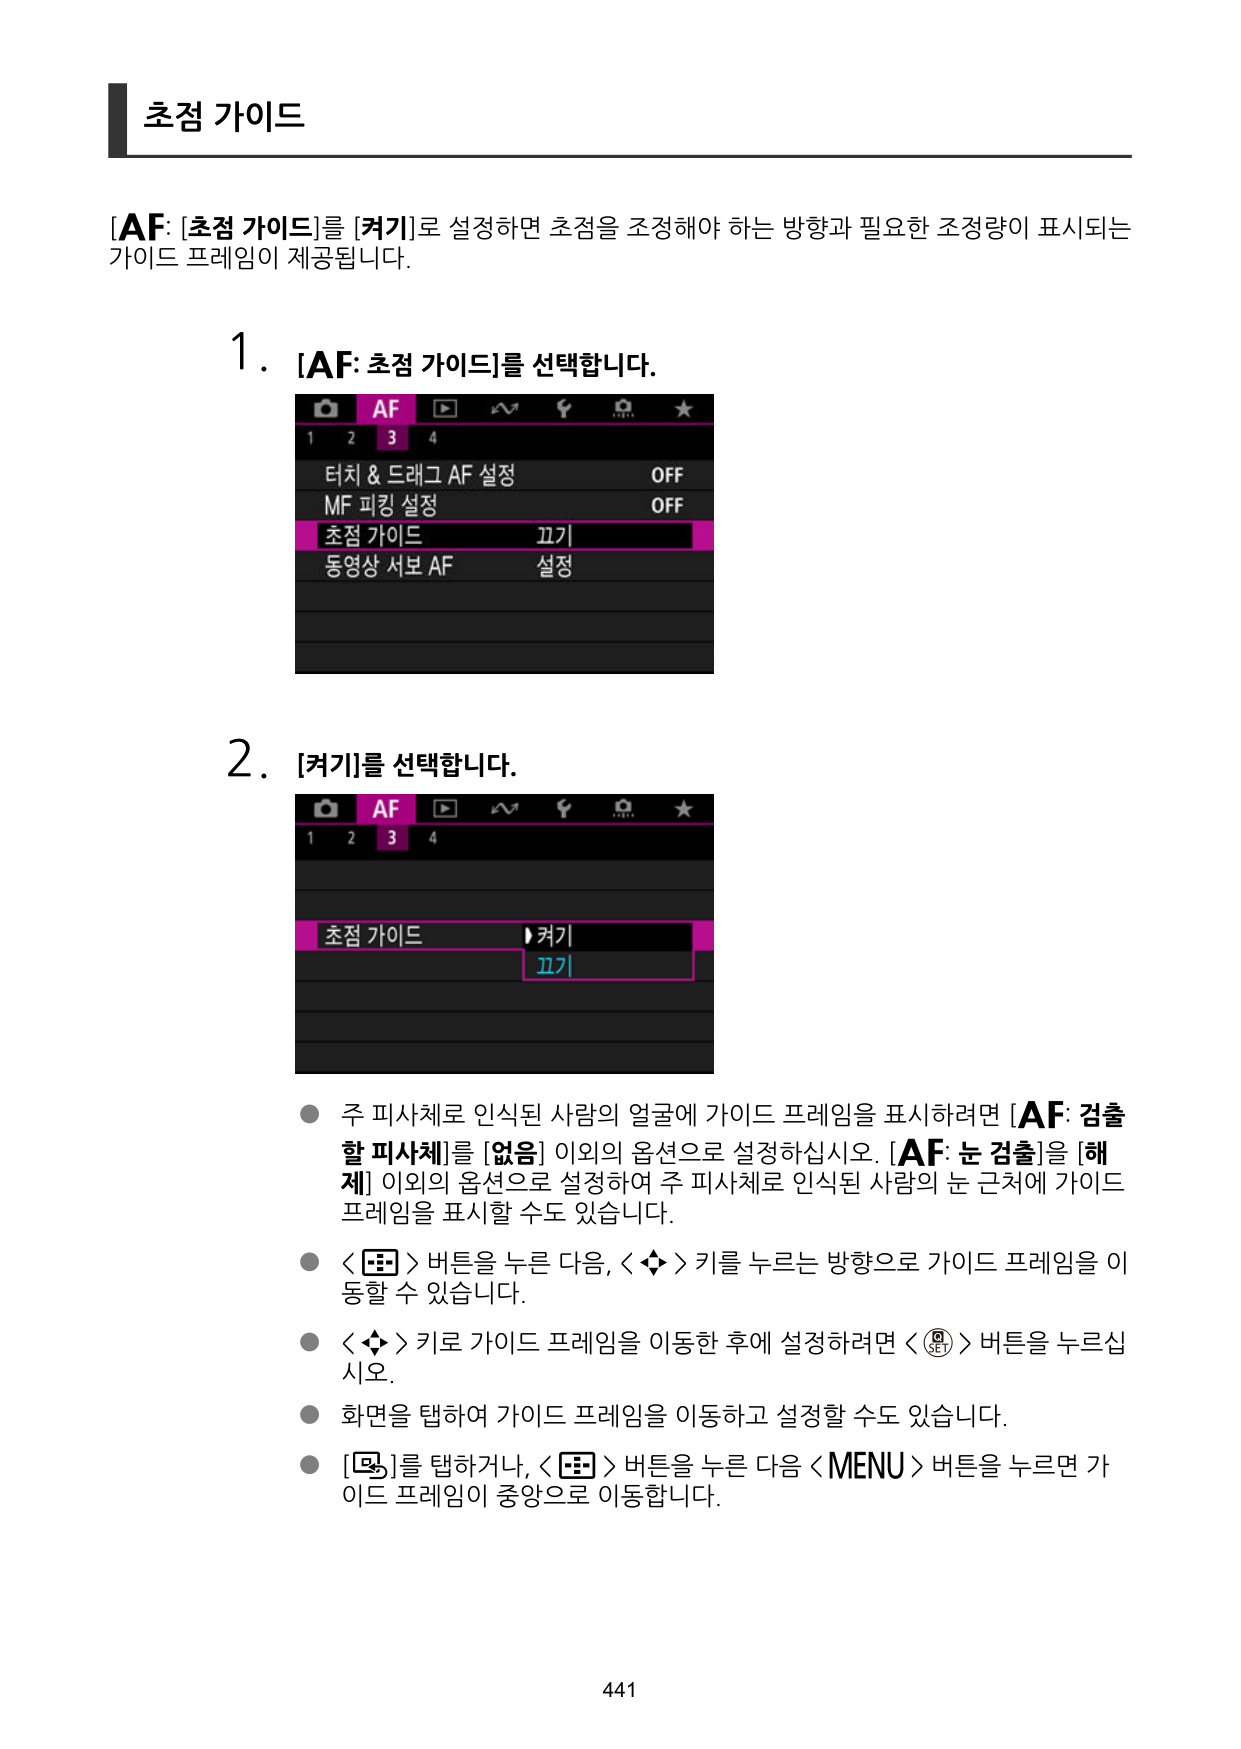 초점 가이드
[AF: [초점 가이드]를 [켜기]로 설정하면 초점을 조정해야 하는 방향과 필요한 조정량이 표시되는
가이드 프레임이 제공됩니다.
1. [AF: 초점 가이드]를 선택합니다.
AF
1 2 3 4
터치 & 드래그 AF 설정 OFF
MF 피킹 설정 OFF
초점 가이드 끄기
동영상 서보 AF 설정
2. [켜기]를 선택합니다.
AF
1 2 3 4
초점 가이드 켜기
끄기
● 주 피사체로 인식된 사람의 얼굴에 가이드 프레임을 표시하려면 [AF: 검출
할 피사체]를 [없음] 이외의 옵션으로 설정하십시오. [AF: 눈 검출]을 [해
제] 이외의 옵션으로 설정하여 주 피사체로 인식된 사람의 눈 근처에 가이드
프레임을 표시할 수도 있습니다.
● < > 버튼을 누른 다음, < > 키를 누르는 방향으로 가이드 프레임을 이
동할 수 있습니다.
● < > 키로 가이드 프레임을 이동한 후에 설정하려면 <Q SET> 버튼을 누르십
시오.
● 화면을 탭하여 가이드 프레임을 이동하고 설정할 수도 있습니다.
● [ ]를 탭하거나, < > 버튼을 누른 다음 <MENU> 버튼을 누르면 가
이드 프레임이 중앙으로 이동합니다.
441